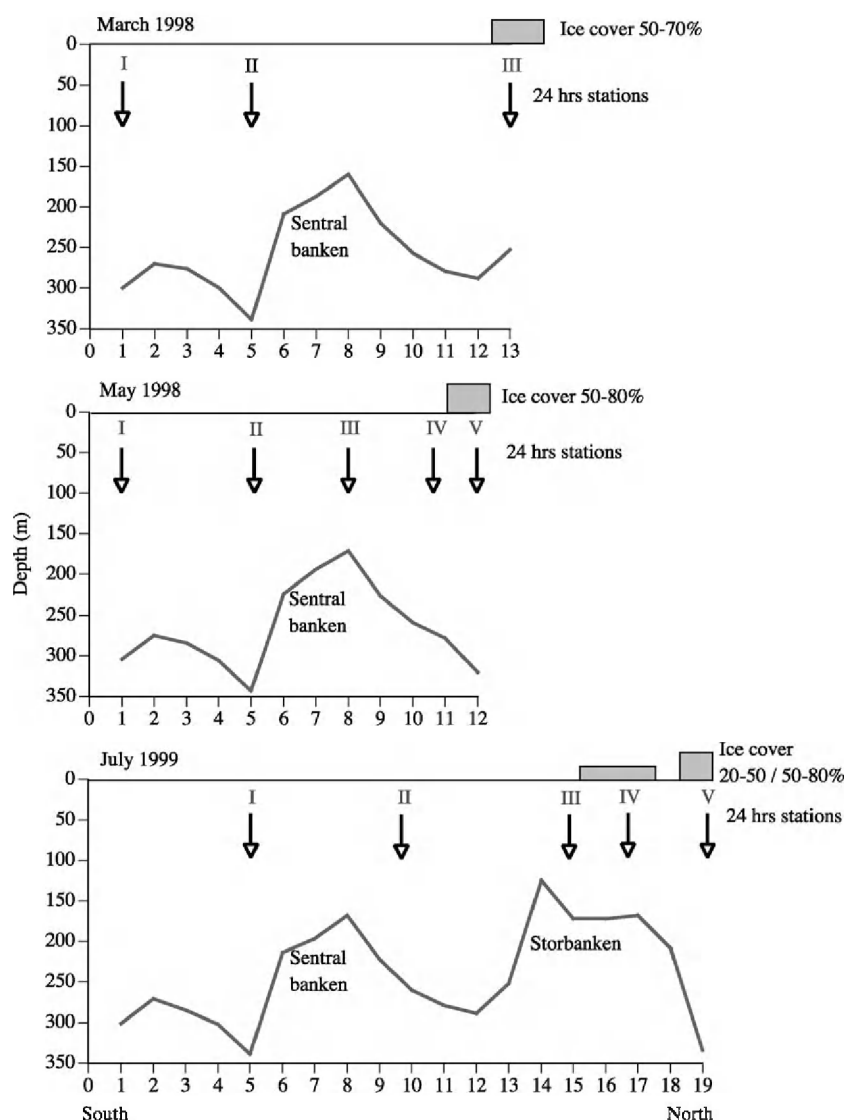 March 1998
Ice cover 50-70%
0
I II III
50
24 hrs stations
100
150
200
Sentral
banken
250
300
350
0 1 2 3 4 5 6 7 8 9 10 11 12 13
May 1998
Ice cover 50-80%
0
I II III IV V
50
24 hrs stations
100
150
200
Sentral
banken
250
300
350
0 1 2 3 4 5 6 7 8 9 10 11 12
Depth (m)
July 1999
Ice cover
20-50 / 50-80%
0
I II III IV V
50
24 hrs stations
100
150
200
Sentral
banken
Storbanken
250
300
350
0 1 2 3 4 5 6 7 8 9 10 11 12 13 14 15 16 17 18 19
South North